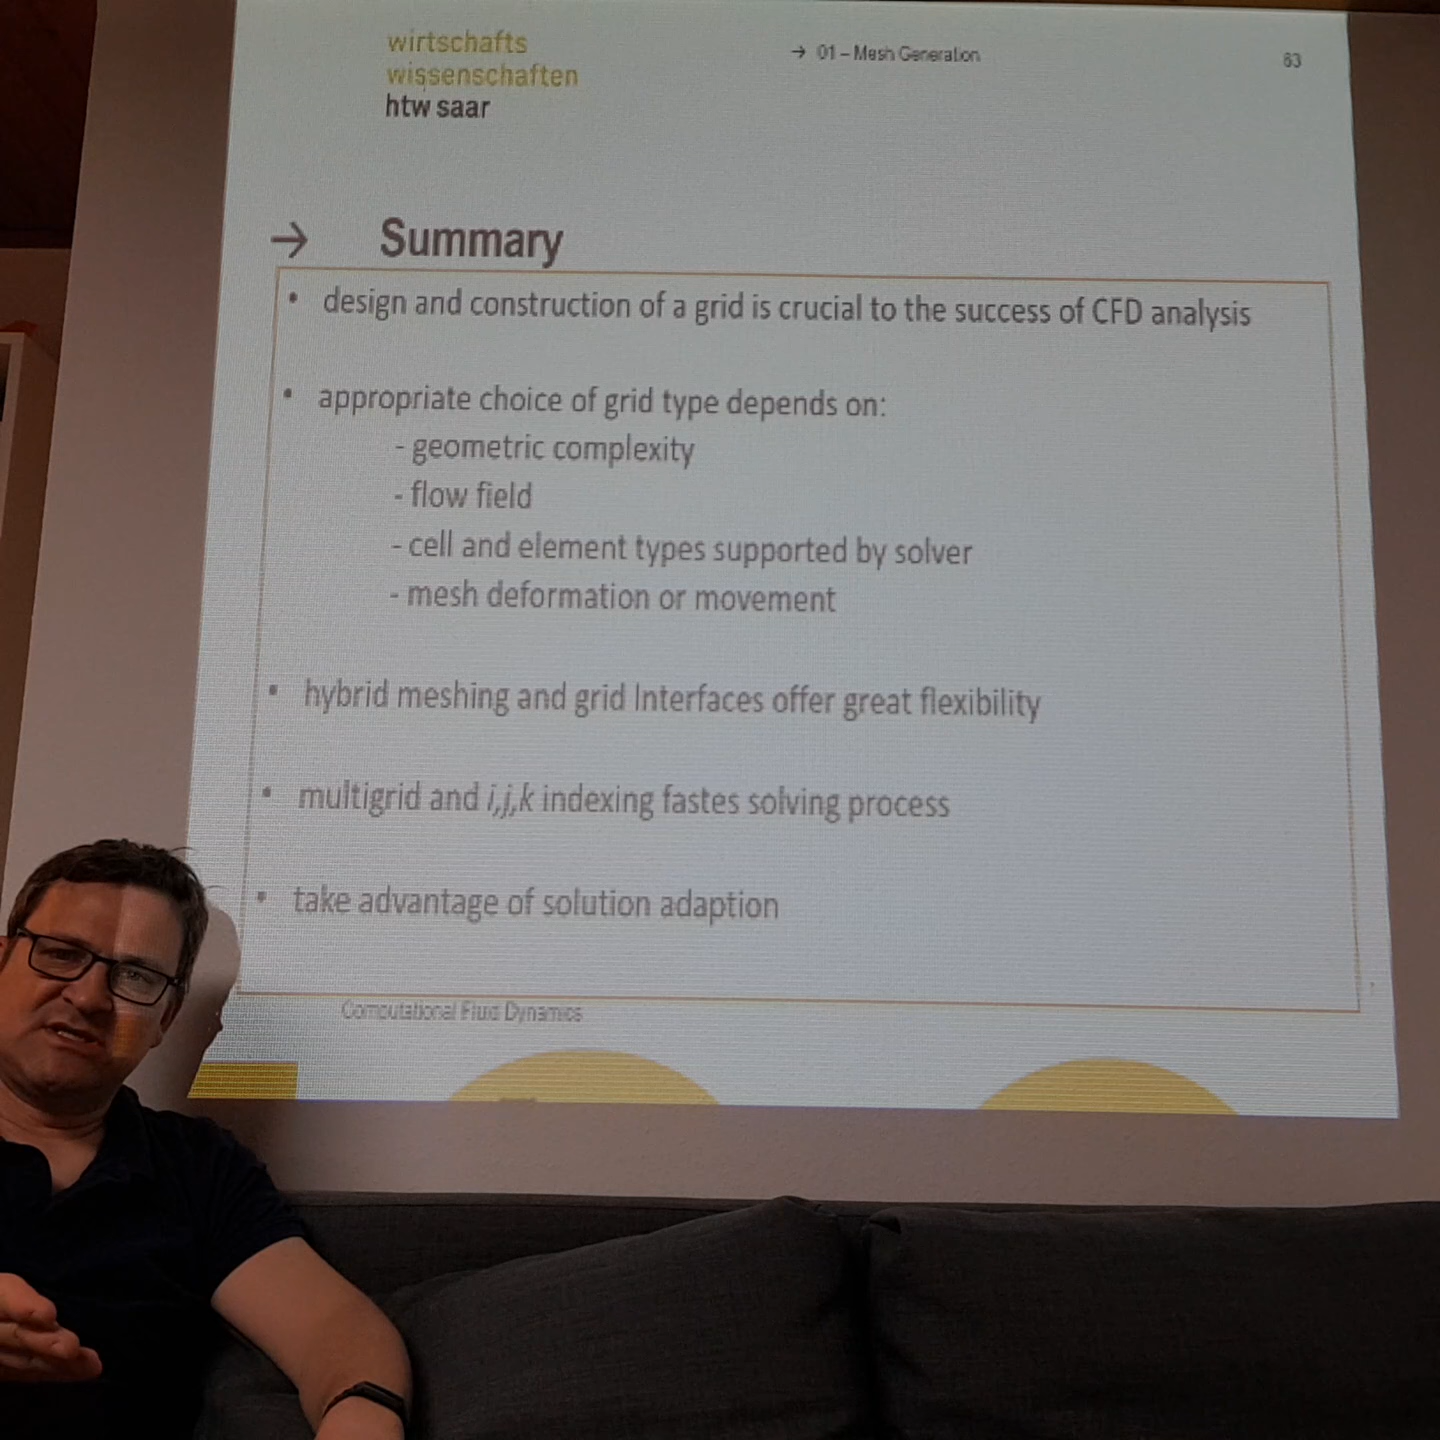 wirtschafts
wissenschaften
htw saar
→ 01 – Mesh Generation
63
→ Summary
• design and construction of a grid is crucial to the success of CFD analysis
• appropriate choice of grid type depends on:
- geometric complexity
- flow field
- cell and element types supported by solver
- mesh deformation or movement
• hybrid meshing and grid Interfaces offer great flexibility
• multigrid and i,j,k indexing fastes solving process
• take advantage of solution adaption
Computational Fluid Dynamics